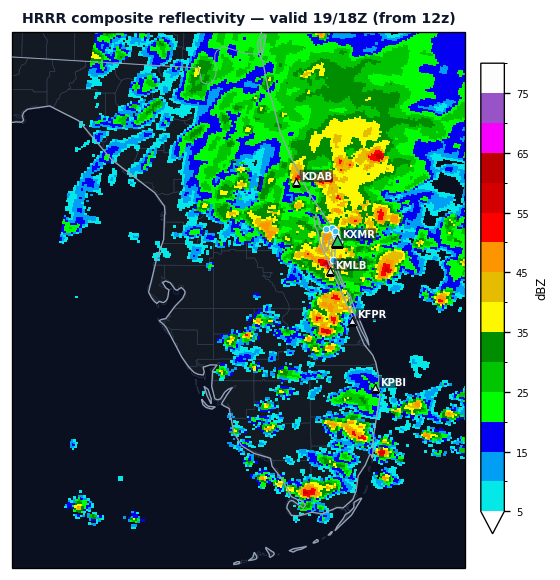 HRRR composite reflectivity — valid 19/18Z (from 12z)
KDAB
KXMR
KMLB
KFPR
KPBI
75
65
55
45
35
25
15
5
dBZ